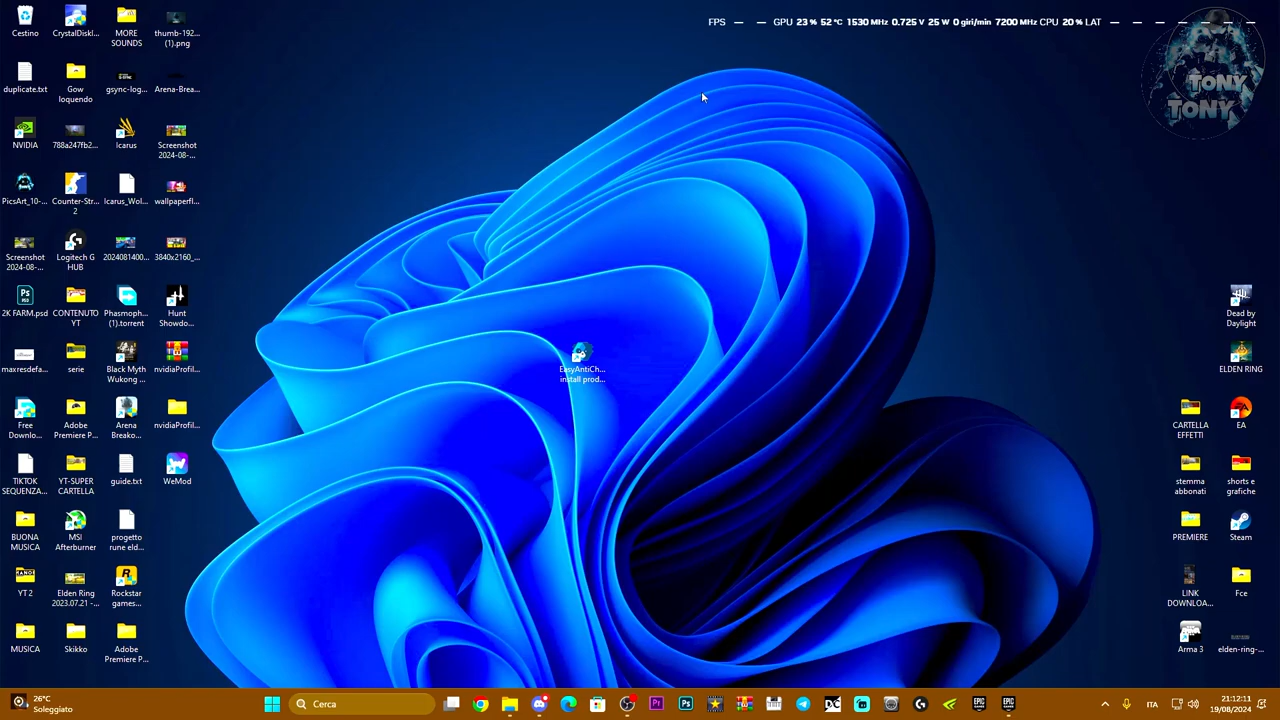 FPS — — GPU 23 % 52 °C 1530 MHz 0.725 V 25 W 0 giri/min 7200 MHz CPU 20 % LAT — — — — — — —
TONY
TONY
Cestino
CrystalDiskI...
MORE SOUNDS
thumb-192... (1).png
duplicate.txt
Gow loquendo
gsync-log...
Arena-Brea...
NVIDIA
788a247fb2...
Icarus
Screenshot 2024-08-...
PicsArt_10-...
Counter-Str... 2
Icarus_Wol...
wallpaperfl...
Screenshot 2024-08-...
Logitech G HUB
2024081400...
3840x2160_...
2K FARM.psd
CONTENUTO YT
Phasmoph... (1).torrent
Hunt Showdo...
maxresdefa...
serie
Black Myth Wukong ...
nvidiaProfil...
Free Downlo...
Adobe Premiere P...
Arena Breako...
nvidiaProfil...
TIKTOK SEQUENZA...
YT-SUPER CARTELLA
guide.txt
WeMod
BUONA MUSICA
MSI Afterburner
progetto rune eld...
YT 2
Elden Ring 2023.07.21 -...
Rockstar games...
MUSICA
Skikko
Adobe Premiere P...
EasyAntiCh... install prod...
Dead by Daylight
ELDEN RING
CARTELLA EFFETTI
EA
stemma abbonati
shorts e grafiche
PREMIERE
Steam
LINK DOWNLOA...
Fce
Arma 3
elden-ring-...
26°C
Soleggiato
Cerca
ITA
21:12:11
19/08/2024